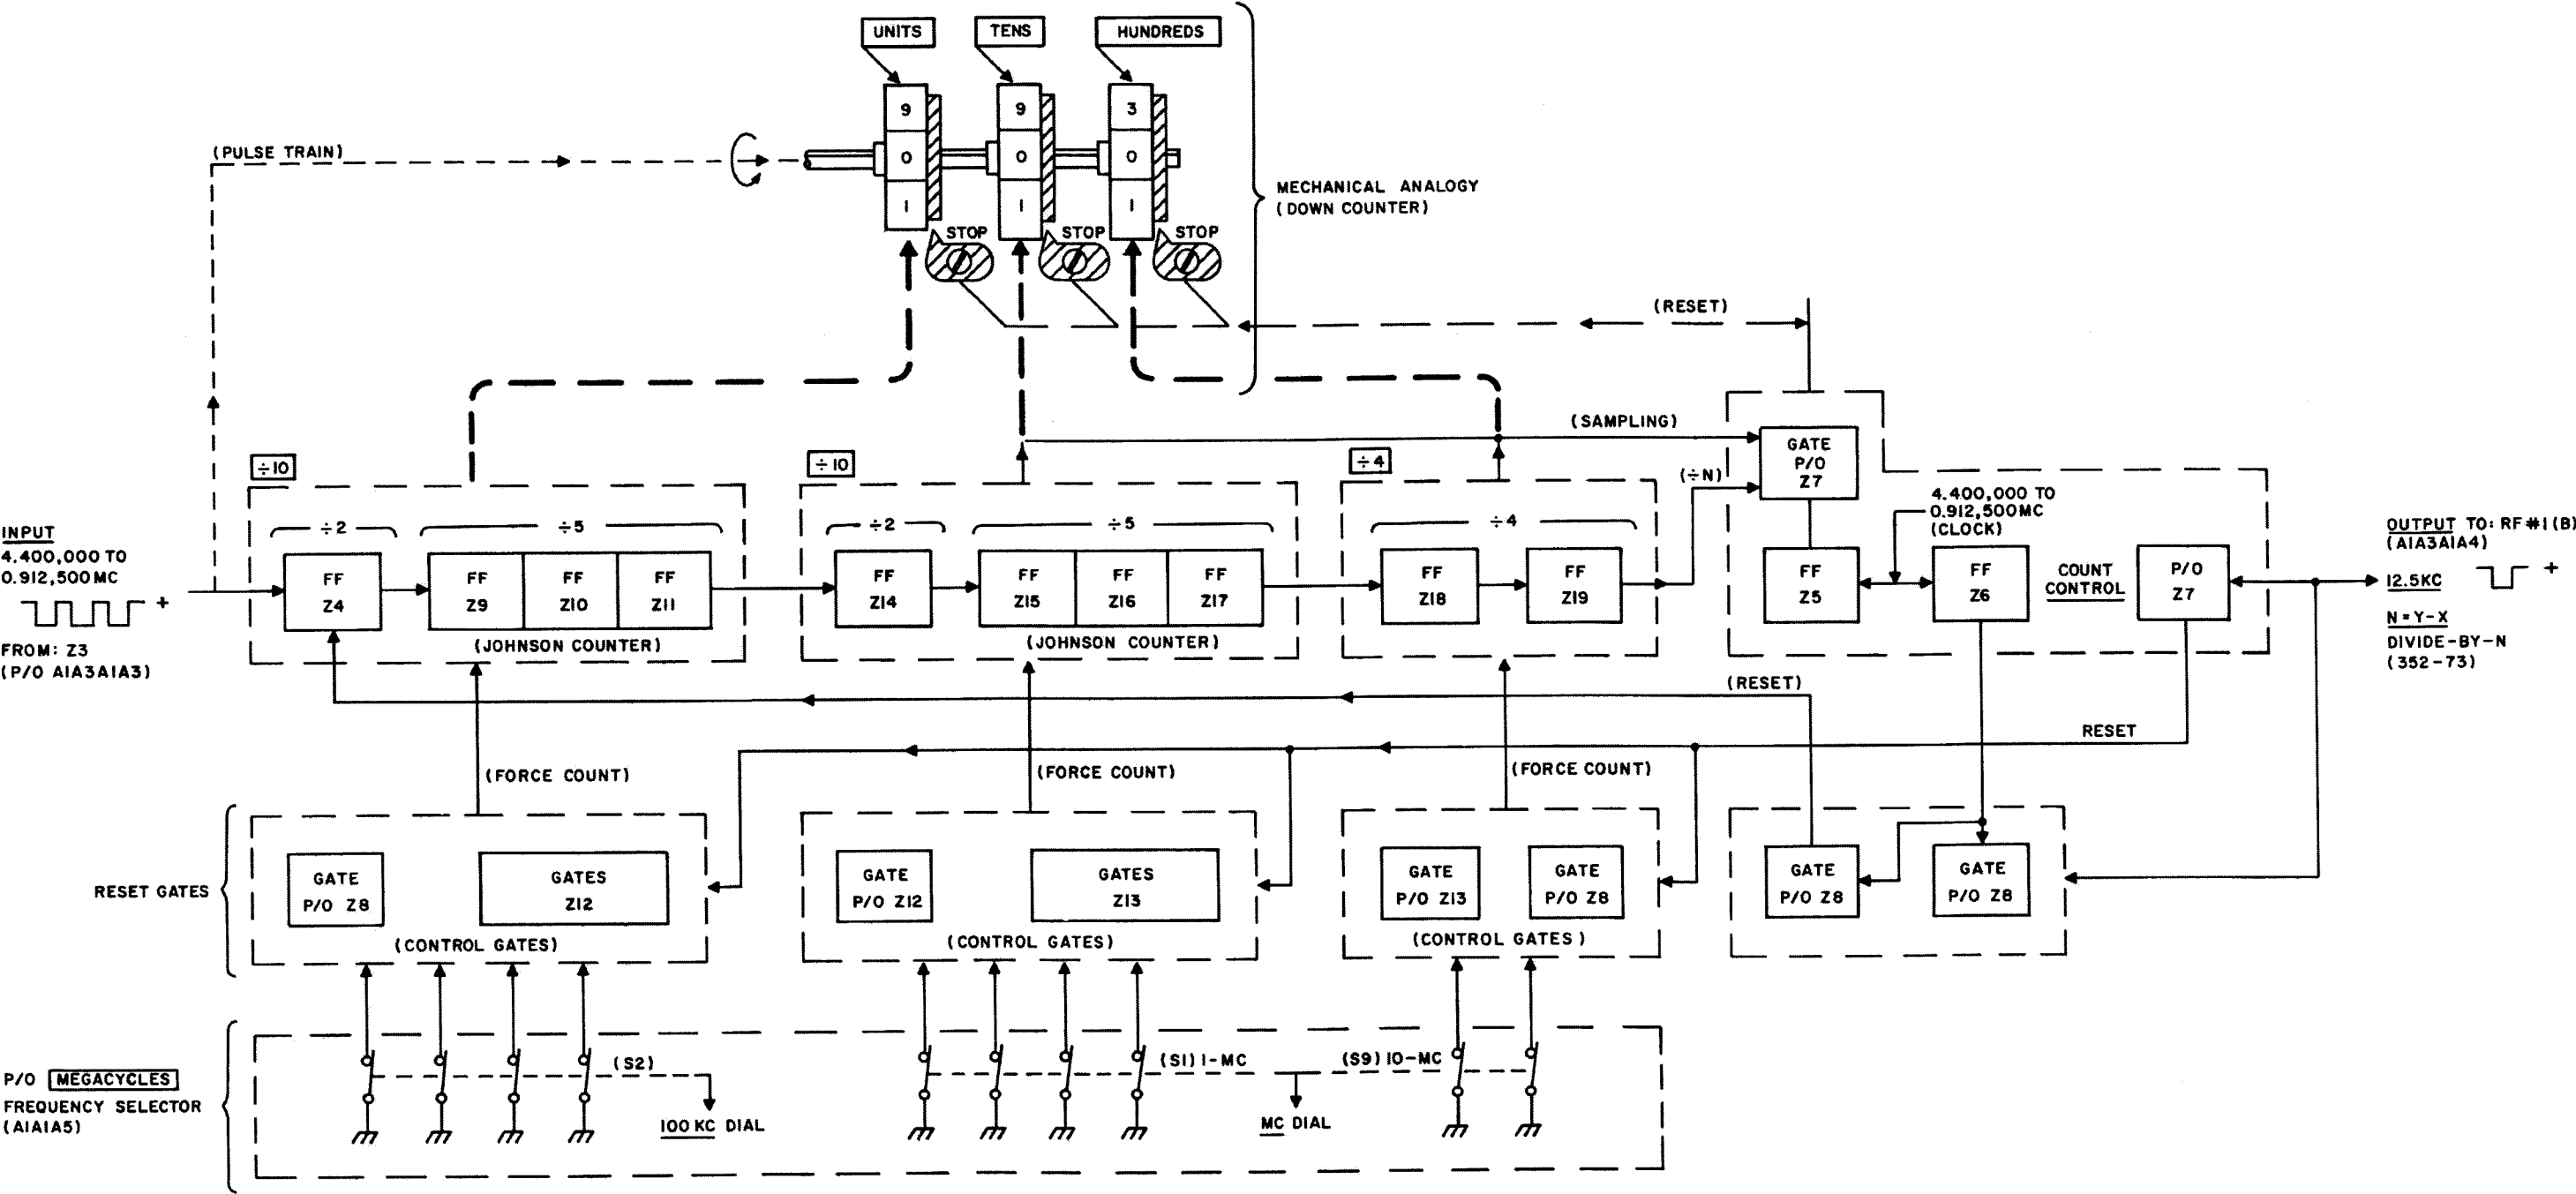 UNITS
TENS
HUNDREDS
9
9
3
0
0
0
1
1
1
(PULSE TRAIN)
STOP
STOP
STOP
MECHANICAL ANALOGY
(DOWN COUNTER)
(RESET)
(SAMPLING)
(÷N)
÷10
÷10
÷4
÷2
÷5
÷2
÷5
÷4
INPUT
4.400,000 TO
0.912,500MC
+
FROM: Z3
(P/O A1A3A1A3)
FF
Z4
FF
Z9
FF
Z10
FF
Z11
(JOHNSON COUNTER)
FF
Z14
FF
Z15
FF
Z16
FF
Z17
(JOHNSON COUNTER)
FF
Z18
FF
Z19
GATE
P/O
Z7
4.400,000 TO
0.912,500MC
(CLOCK)
FF
Z5
FF
Z6
COUNT
CONTROL
P/O
Z7
OUTPUT TO: RF #1(B)
(A1A3A1A4)
12.5KC
+
N=Y-X
DIVIDE-BY-N
(352-73)
(RESET)
RESET
(FORCE COUNT)
(FORCE COUNT)
(FORCE COUNT)
RESET GATES
GATE
P/O Z8
GATES
Z12
(CONTROL GATES)
GATE
P/O Z12
GATES
Z13
(CONTROL GATES)
GATE
P/O Z13
GATE
P/O Z8
(CONTROL GATES)
GATE
P/O Z8
GATE
P/O Z8
P/O MEGACYCLES
FREQUENCY SELECTOR
(A1A1A5)
(S2)
100 KC DIAL
(S1) 1-MC
(S9) 10-MC
MC DIAL